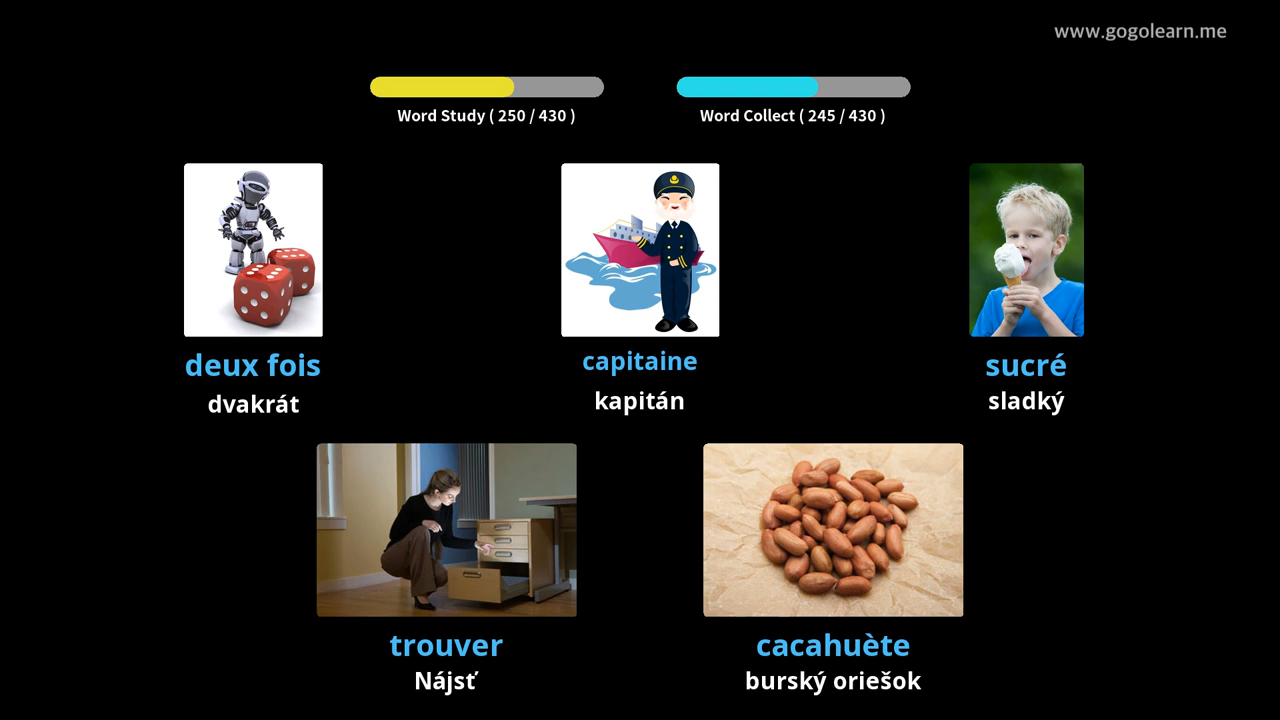 www.gogolearn.me
Word Study ( 250 / 430 )
Word Collect ( 245 / 430 )
deux fois
dvakrát
capitaine
kapitán
sucré
sladký
trouver
Nájsť
cacahuète
burský oriešok